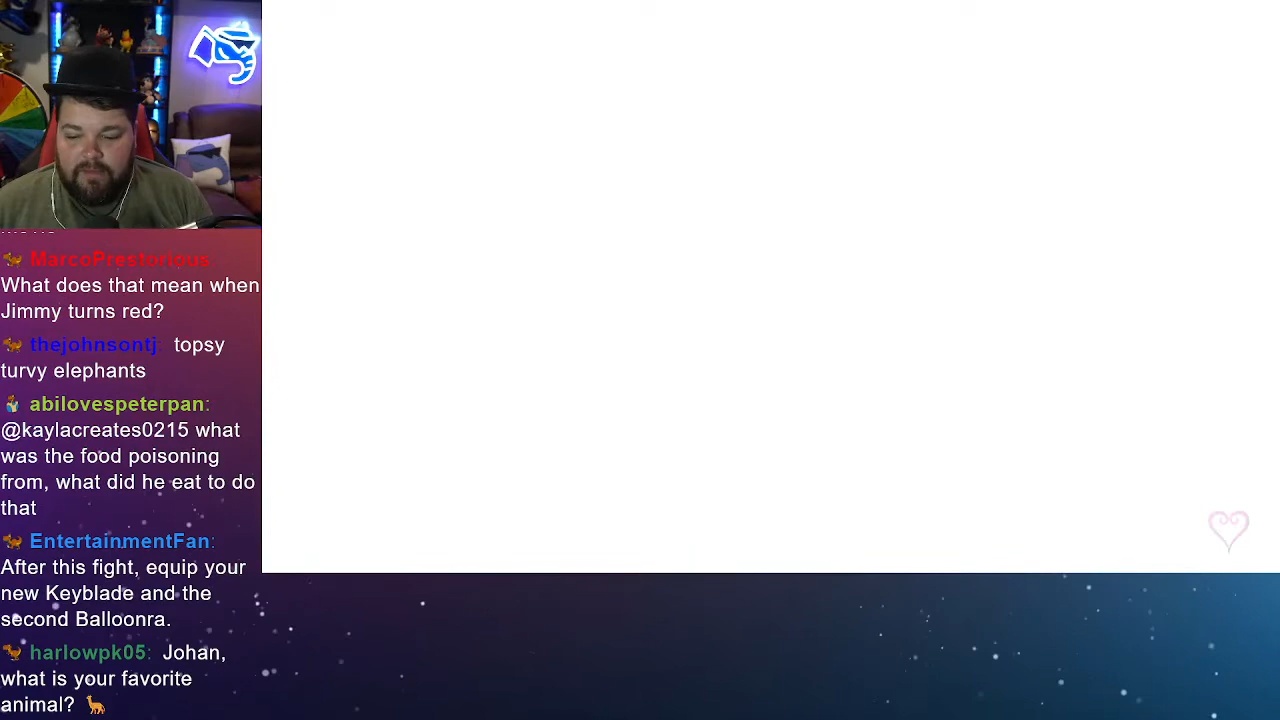 MarcoPrestorious:
What does that mean when
Jimmy turns red?
thejohnsontj: topsy
turvy elephants
abilovespeterpan:
@kaylacreates0215 what
was the food poisoning
from, what did he eat to do
that
EntertainmentFan:
After this fight, equip your
new Keyblade and the
second Balloonra.
harlowpk05: Johan,
what is your favorite
animal? 🦒